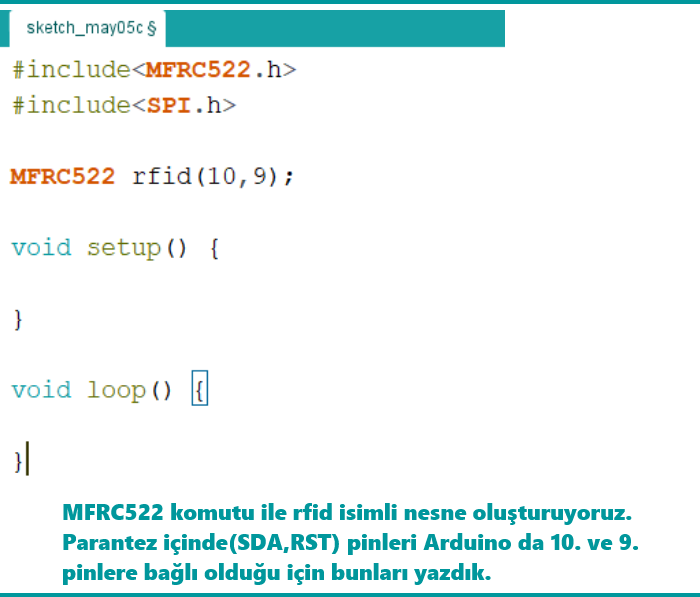 sketch_may05c §
#include<MFRC522.h>
#include<SPI.h>
MFRC522 rfid(10,9);
void setup() {
}
void loop() {
}
MFRC522 komutu ile rfid isimli nesne oluşturuyoruz.
Parantez içinde(SDA,RST) pinleri Arduino da 10. ve 9.
pinlere bağlı olduğu için bunları yazdık.